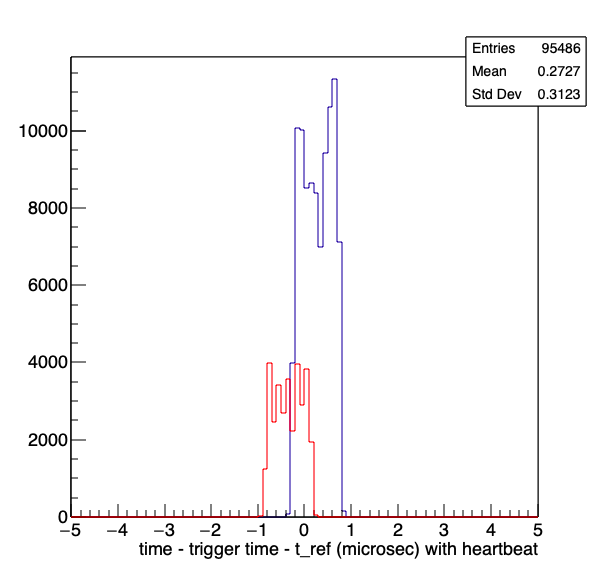 Entries 95486
Mean 0.2727
Std Dev 0.3123
10000
8000
6000
4000
2000
0
−5 −4 −3 −2 −1 0 1 2 3 4 5
time - trigger time - t_ref (microsec) with heartbeat